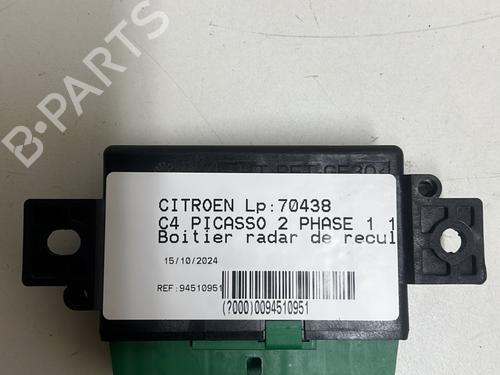 B-PARTS
CITROEN Lp:70438
C4 PICASSO 2 PHASE 1 1
Boitier radar de recul
15/10/2024
REF:94510951
(?000)0094510951